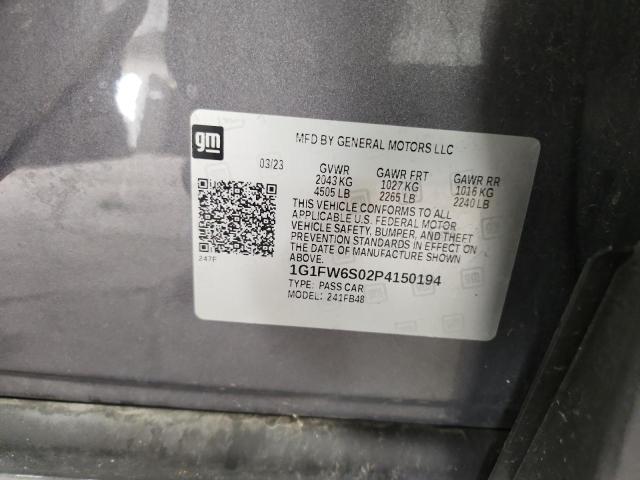 gm
MFD BY GENERAL MOTORS LLC
03/23 GVWR GAWR FRT GAWR RR
2043 KG 1027 KG 1016 KG
4505 LB 2265 LB 2240 LB
THIS VEHICLE CONFORMS TO ALL
APPLICABLE U.S. FEDERAL MOTOR
VEHICLE SAFETY, BUMPER, AND THEFT
PREVENTION STANDARDS IN EFFECT ON
THE DATE OF MANUFACTURE SHOWN
ABOVE.
247F
1G1FW6S02P4150194
TYPE: PASS CAR
MODEL: 241FB48